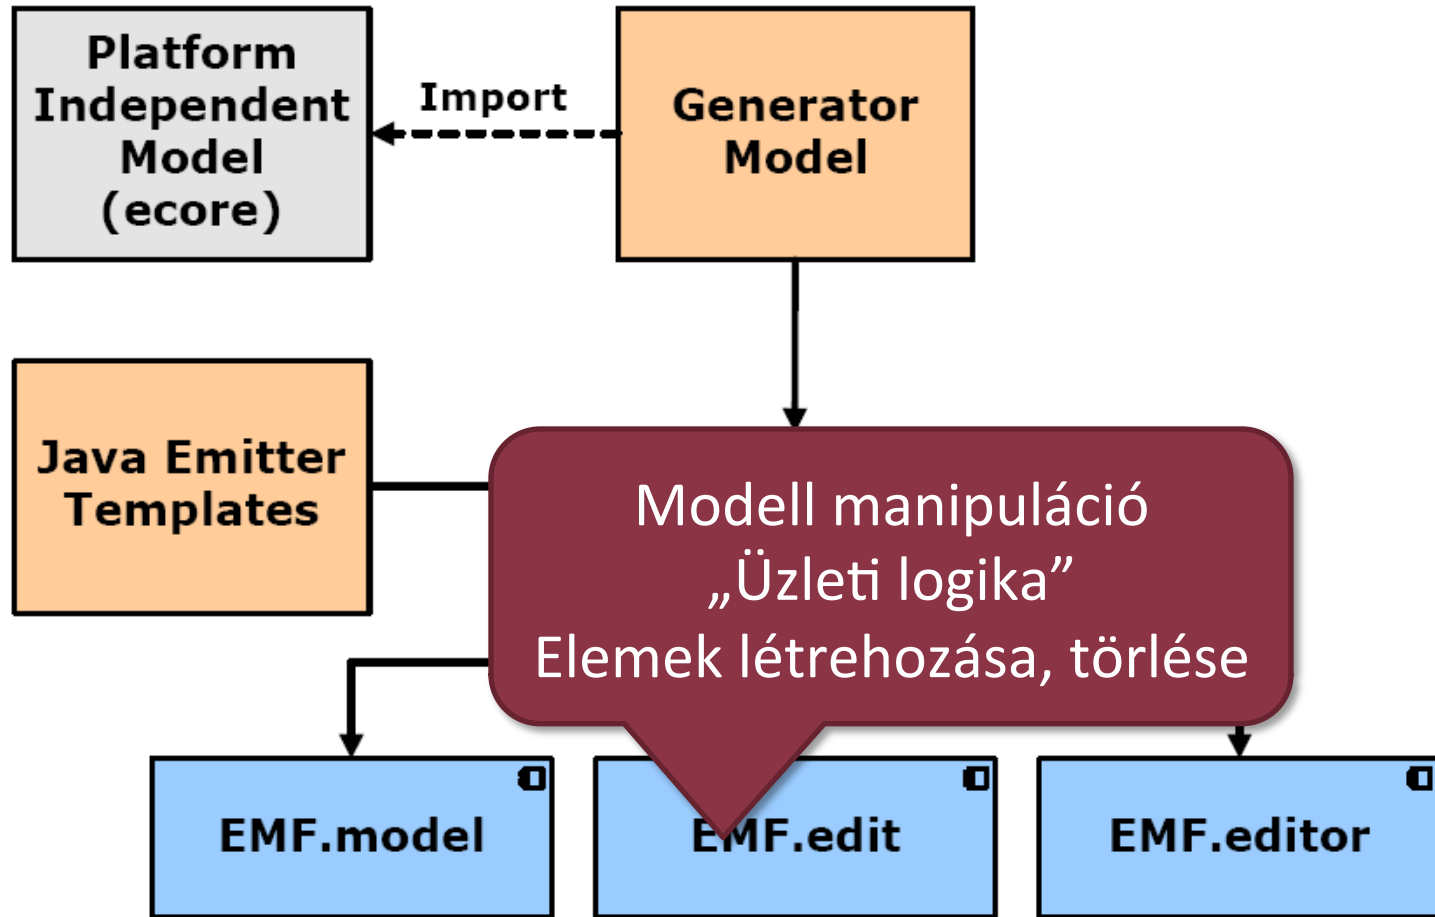 Platform
Independent
Model
(ecore)
Import
Generator
Model
Java Emitter
Templates
Modell manipuláció
„Üzleti logika”
Elemek létrehozása, törlése
EMF.model
EMF.edit
EMF.editor